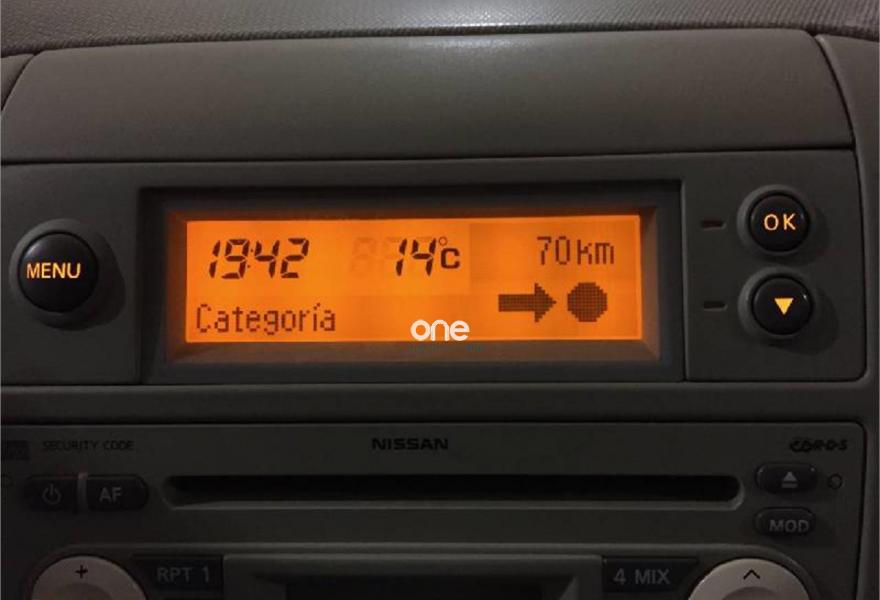 19:42 14°c 70km
Categoría
one
MENU
OK
SECURITY CODE
NISSAN
AF
MOD
RPT 1
4 MIX